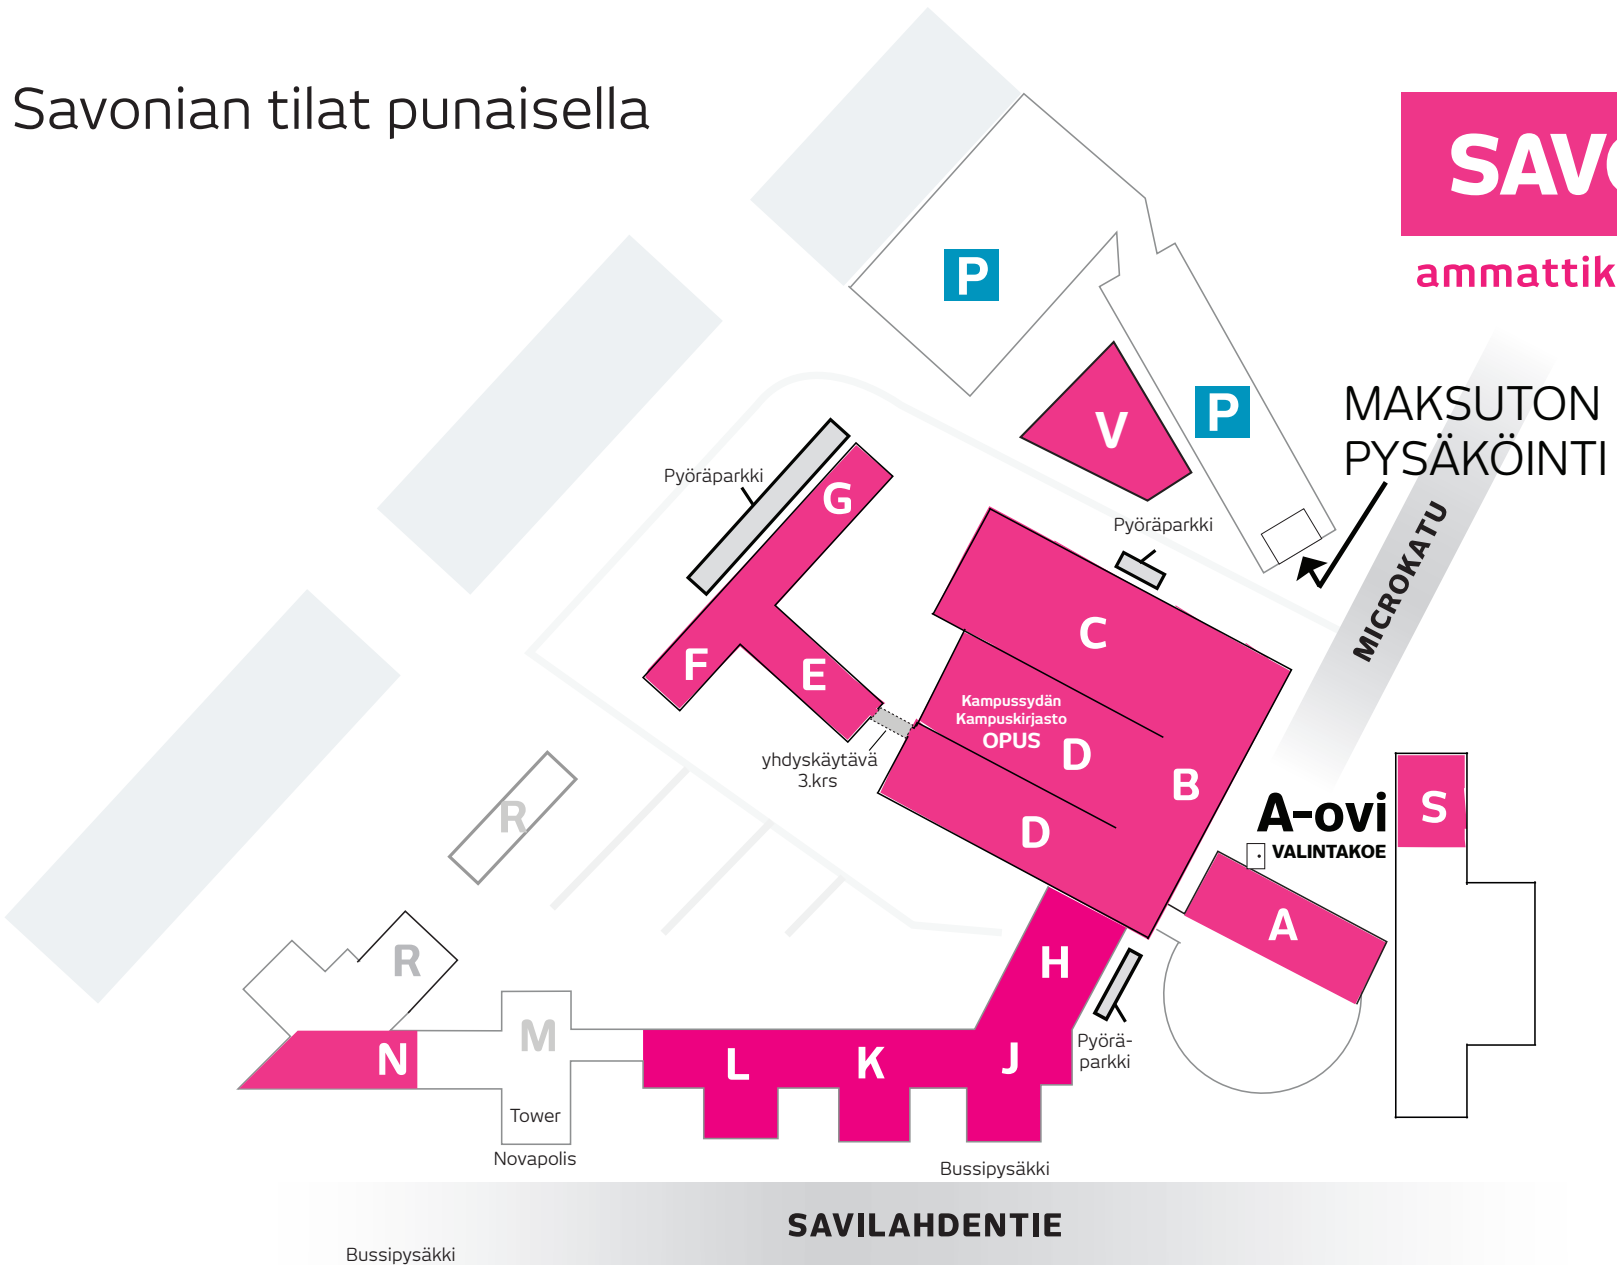 Savonian tilat punaisella
SAVO
ammattik
P
P
MAKSUTON
PYSÄKÖINTI
V
Pyöräparkki
G
Pyöräparkki
MICROKATU
C
F
E
Kampussydän
Kampuskirjasto
OPUS
D
B
yhdyskäytävä
3.krs
D
A-ovi
VALINTAKOE
S
R
A
R
H
N
M
L
K
J
Pyörä-
parkki
Tower
Novapolis
Bussipysäkki
SAVILAHDENTIE
Bussipysäkki